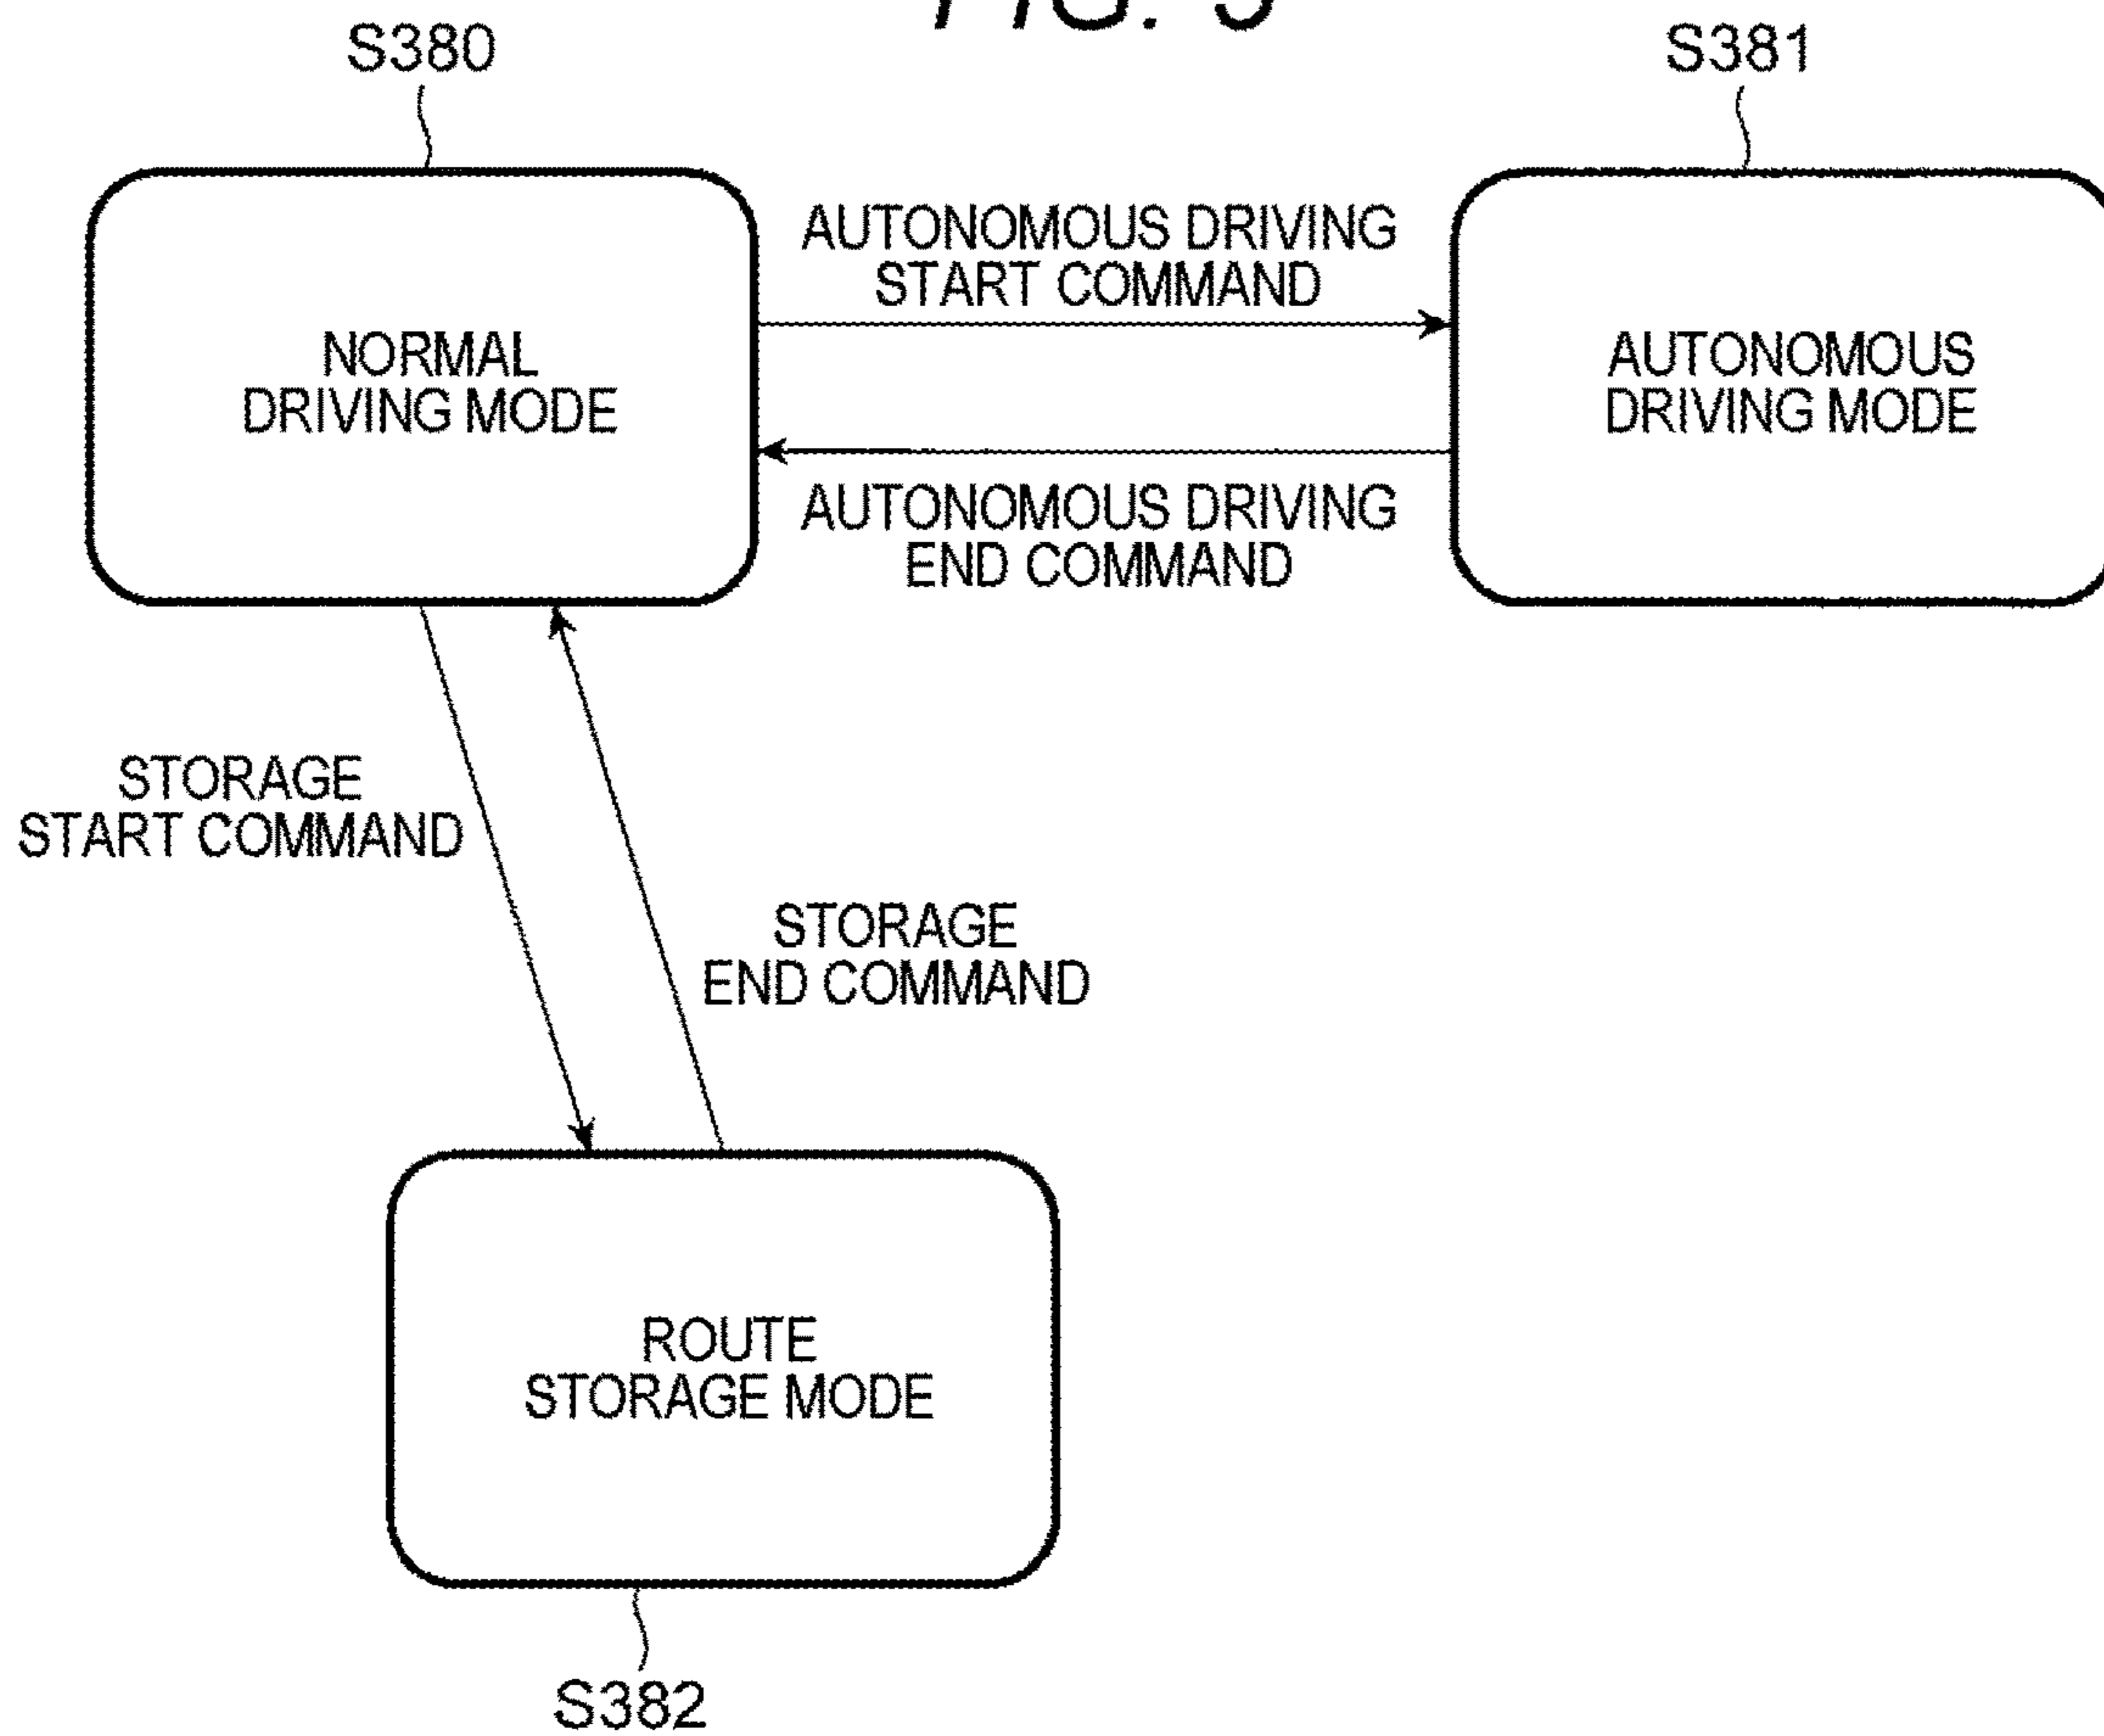 FIG.
S380
S381
NORMAL
DRIVING MODE
AUTONOMOUS DRIVING
START COMMAND
AUTONOMOUS DRIVING
END COMMAND
AUTONOMOUS
DRIVING MODE
STORAGE
START COMMAND
STORAGE
END COMMAND
ROUTE
STORAGE MODE
S382